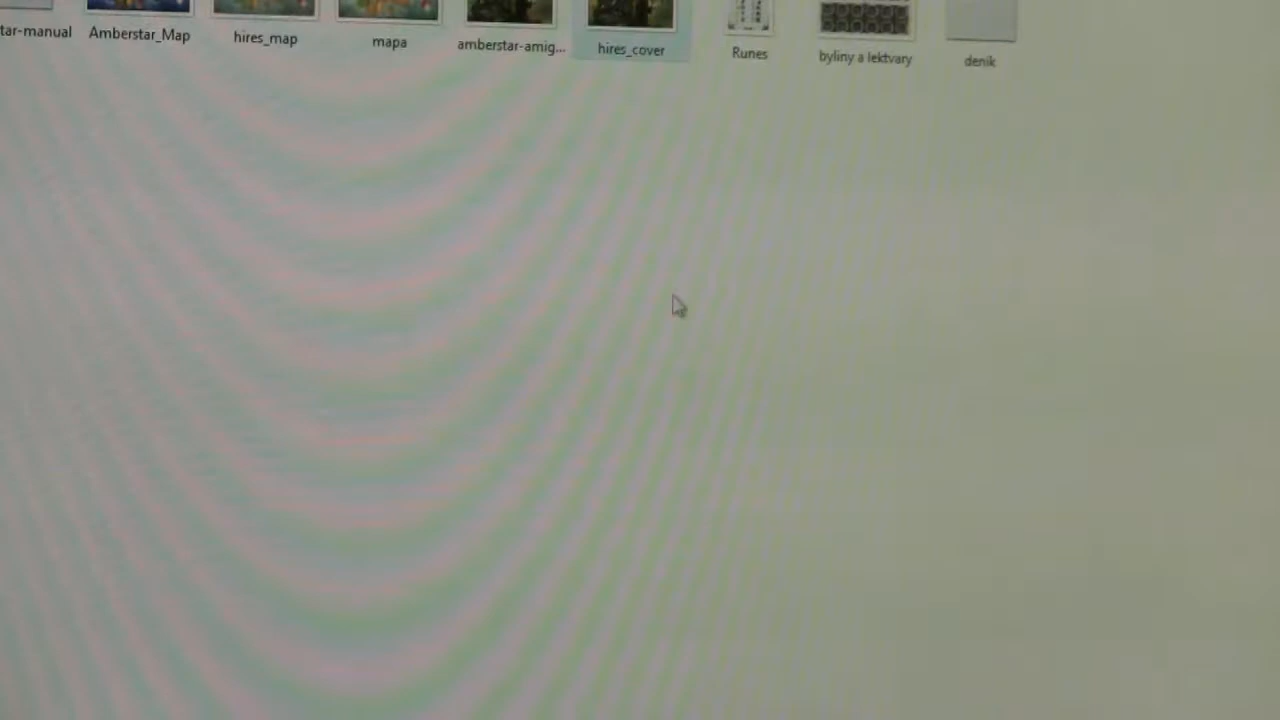 tar-manual
Amberstar_Map
hires_map
mapa
amberstar-amig...
hires_cover
Runes
byliny a lektvary
denik